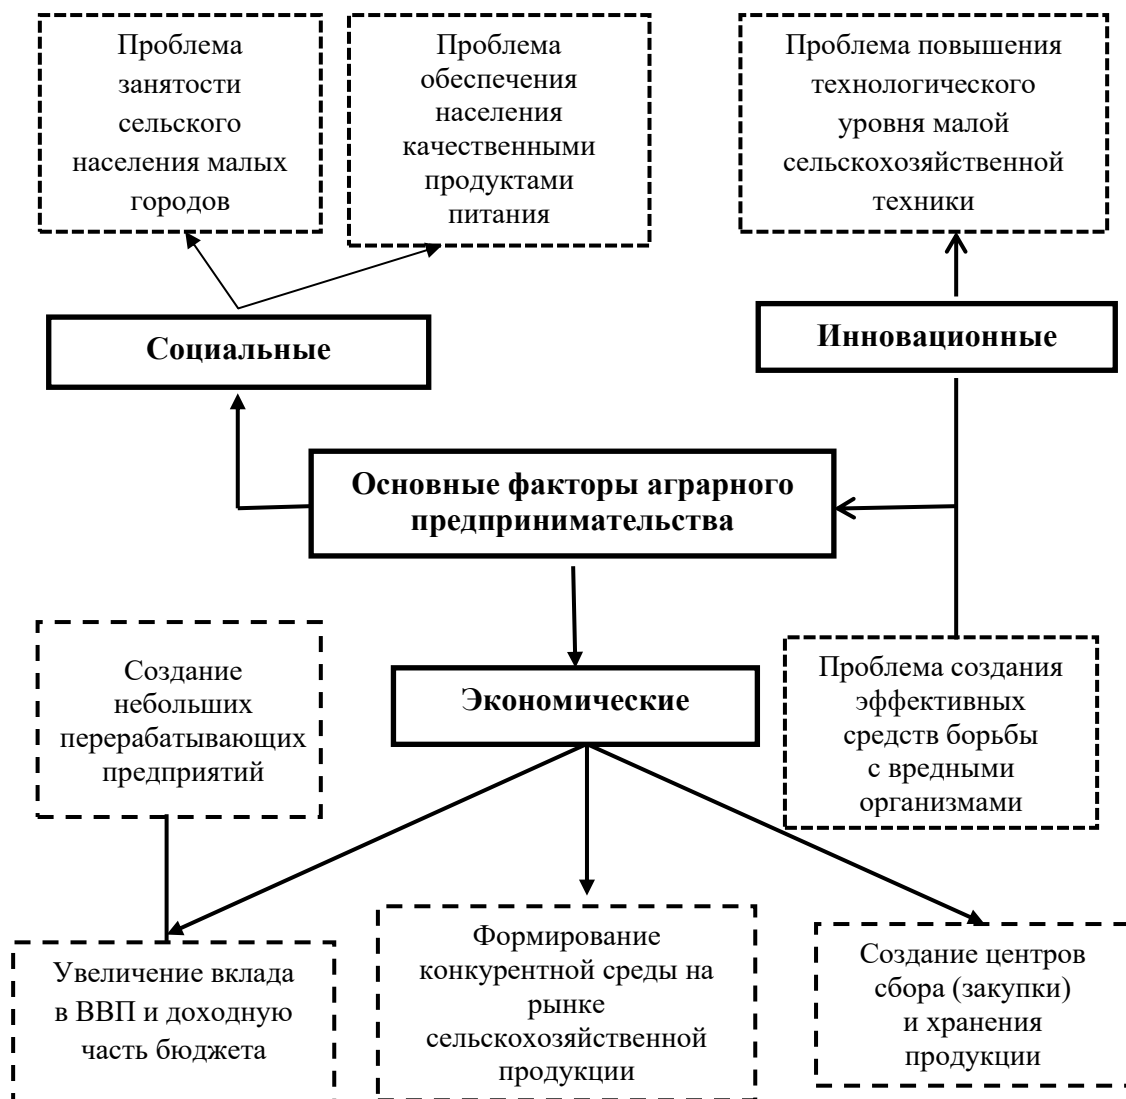 Проблема
занятости
сельского
населения малых
городов
Проблема
обеспечения
населения
качественными
продуктами
питания
Проблема повышения
технологического
уровня малой
сельскохозяйственной
техники
Социальные
Инновационные
Основные факторы аграрного
предпринимательства
Создание
небольших
перерабатывающих
предприятий
Экономические
Проблема создания
эффективных
средств борьбы
с вредными
организмами
Увеличение вклада
в ВВП и доходную
часть бюджета
Формирование
конкурентной среды на
рынке
сельскохозяйственной
продукции
Создание центров
сбора (закупки)
и хранения
продукции